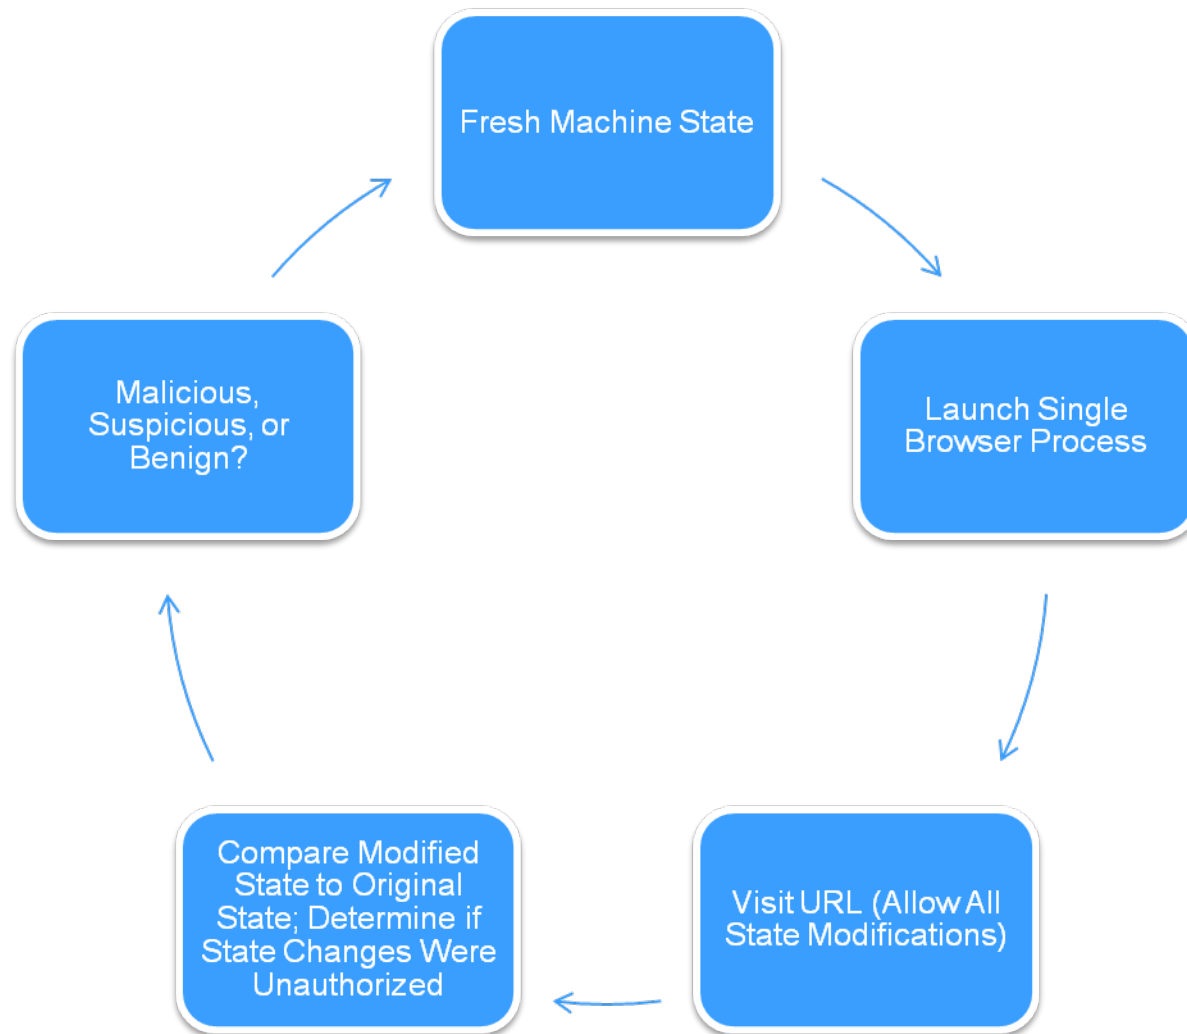 Fresh Machine State
Launch Single
Browser Process
Visit URL (Allow All
State Modifications)
Compare Modified
State to Original
State; Determine if
State Changes Were
Unauthorized
Malicious,
Suspicious, or
Benign?